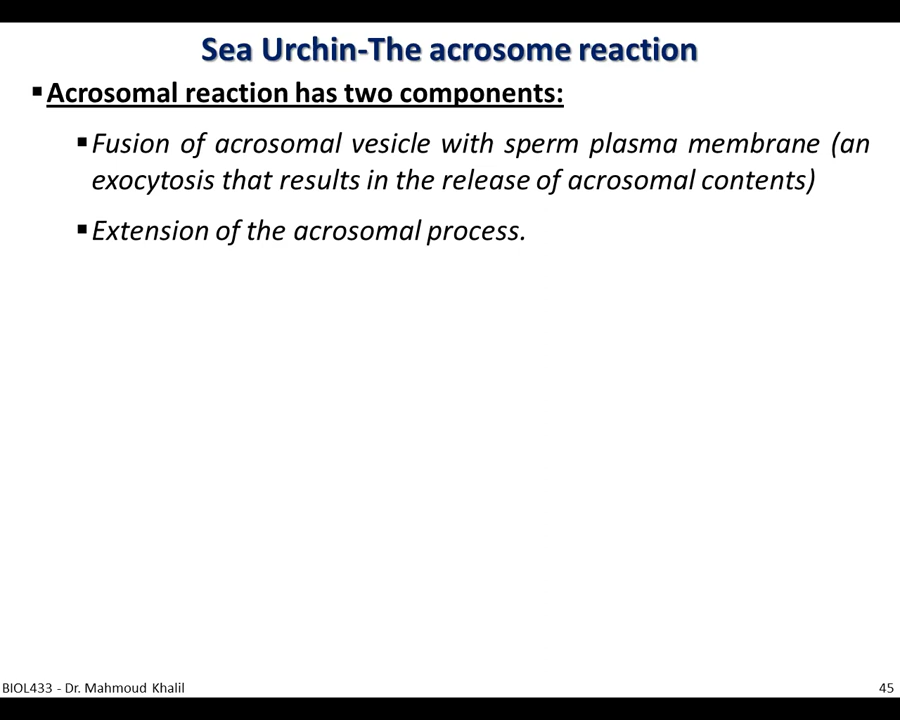 Sea Urchin-The acrosome reaction
▪Acrosomal reaction has two components:
▪Fusion of acrosomal vesicle with sperm plasma membrane (an
exocytosis that results in the release of acrosomal contents)
▪Extension of the acrosomal process.
BIOL433 - Dr. Mahmoud Khalil
45